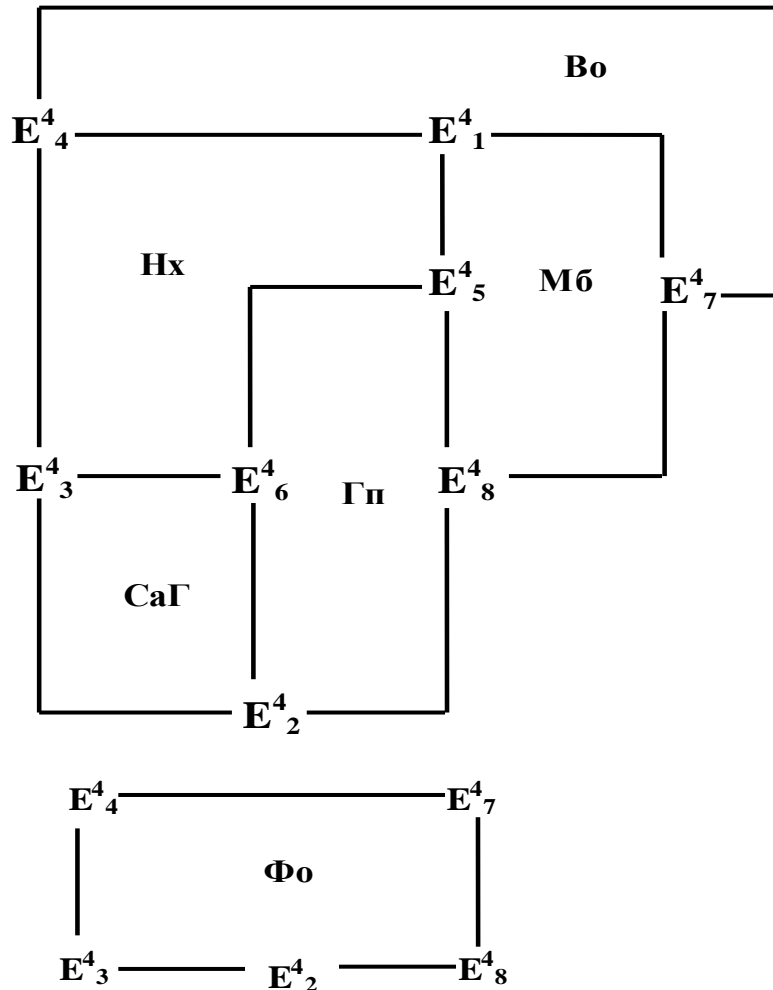 Во
E⁴₄ E⁴₁
Нх
E⁴₅ Мб E⁴₇
E⁴₃ E⁴₆ Гп E⁴₈
СаГ
E⁴₂
E⁴₄ E⁴₇
Фо
E⁴₃ E⁴₂ E⁴₈